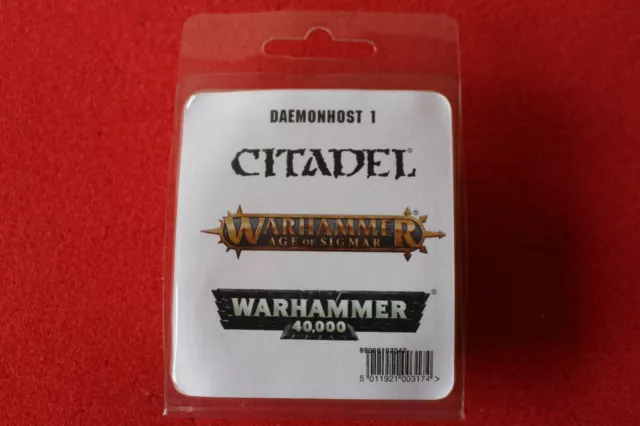 DAEMONHOST 1
CITADEL®
WARHAMMER®
AGE OF SIGMAR
WARHAMMER®
40,000
5 011921 003174 >